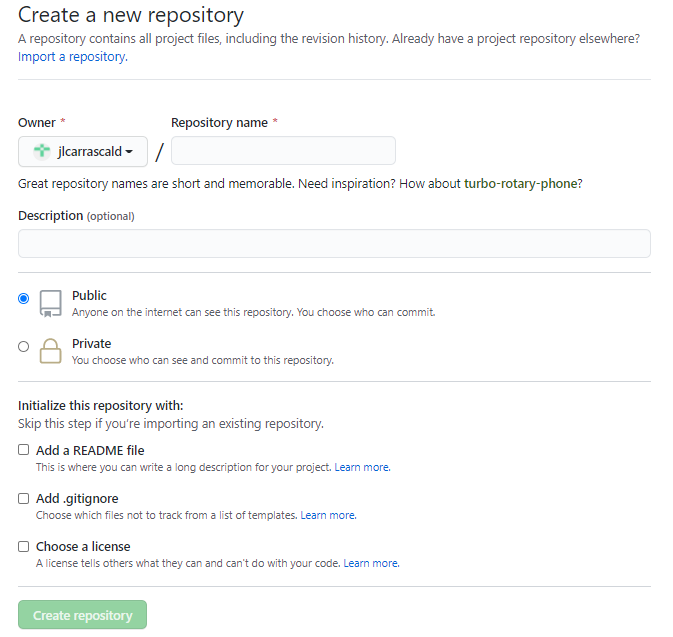 Create a new repository
A repository contains all project files, including the revision history. Already have a project repository elsewhere?
Import a repository.
Owner *
Repository name *
jlcarrascald
/
Great repository names are short and memorable. Need inspiration? How about turbo-rotary-phone?
Description (optional)
Public
Anyone on the internet can see this repository. You choose who can commit.
Private
You choose who can see and commit to this repository.
Initialize this repository with:
Skip this step if you're importing an existing repository.
Add a README file
This is where you can write a long description for your project. Learn more.
Add .gitignore
Choose which files not to track from a list of templates. Learn more.
Choose a license
A license tells others what they can and can't do with your code. Learn more.
Create repository